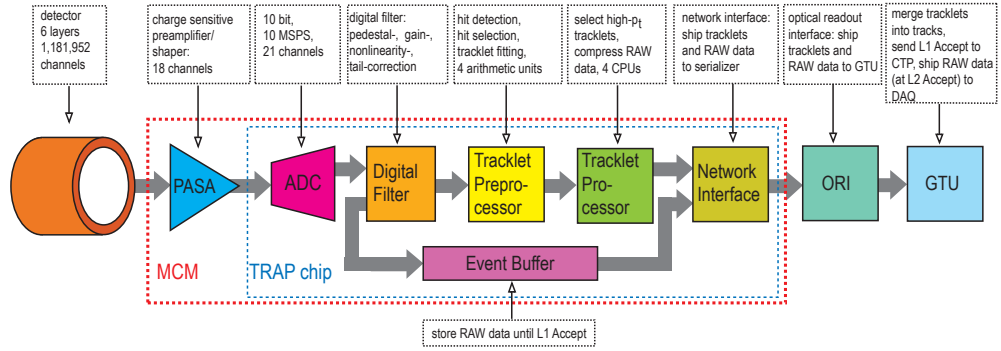 detector
6 layers
1,181,952
channels
charge sensitive
preamplifier/
shaper:
18 channels
10 bit,
10 MSPS,
21 channels
digital filter:
pedestal-, gain-,
nonlinearity-,
tail-correction
hit detection,
hit selection,
tracklet fitting,
4 arithmetic units
select high-pt
tracklets,
compress RAW
data, 4 CPUs
network interface:
ship tracklets
and RAW data
to serializer
optical readout
interface: ship
tracklets and
RAW data to GTU
merge tracklets
into tracks,
send L1 Accept to
CTP, ship RAW data
(at L2 Accept) to
DAQ
PASA
ADC
Digital
Filter
Tracklet
Prepro-
cessor
Tracklet
Pro-
cessor
Network
Interface
ORI
GTU
MCM
TRAP chip
Event Buffer
store RAW data until L1 Accept